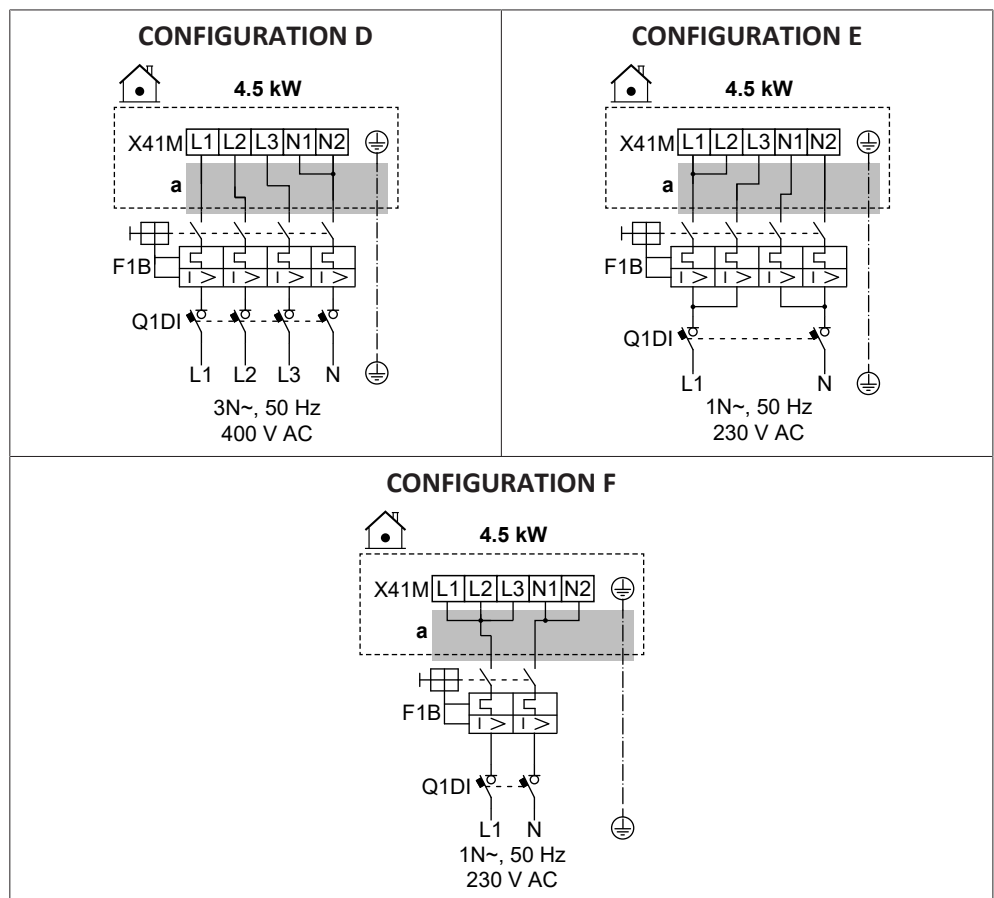 CONFIGURATION D
4.5 kW
X41M L1 L2 L3 N1 N2
a
F1B
I > I > I > I >
Q1DI
L1 L2 L3 N
3N~, 50 Hz
400 V AC
CONFIGURATION E
4.5 kW
X41M L1 L2 L3 N1 N2
a
F1B
I > I > I > I >
Q1DI
L1 N
1N~, 50 Hz
230 V AC
CONFIGURATION F
4.5 kW
X41M L1 L2 L3 N1 N2
a
F1B
I > I >
Q1DI
L1 N
1N~, 50 Hz
230 V AC